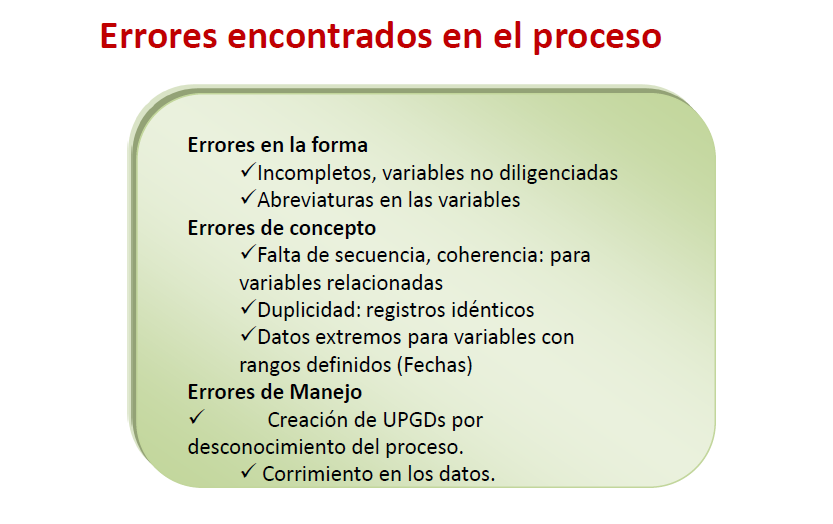 Errores encontrados en el proceso
Errores en la forma
✓Incompletos, variables no diligenciadas
✓Abreviaturas en las variables
Errores de concepto
✓Falta de secuencia, coherencia: para
variables relacionadas
✓Duplicidad: registros idénticos
✓Datos extremos para variables con
rangos definidos (Fechas)
Errores de Manejo
✓ Creación de UPGDs por
desconocimiento del proceso.
✓ Corrimiento en los datos.